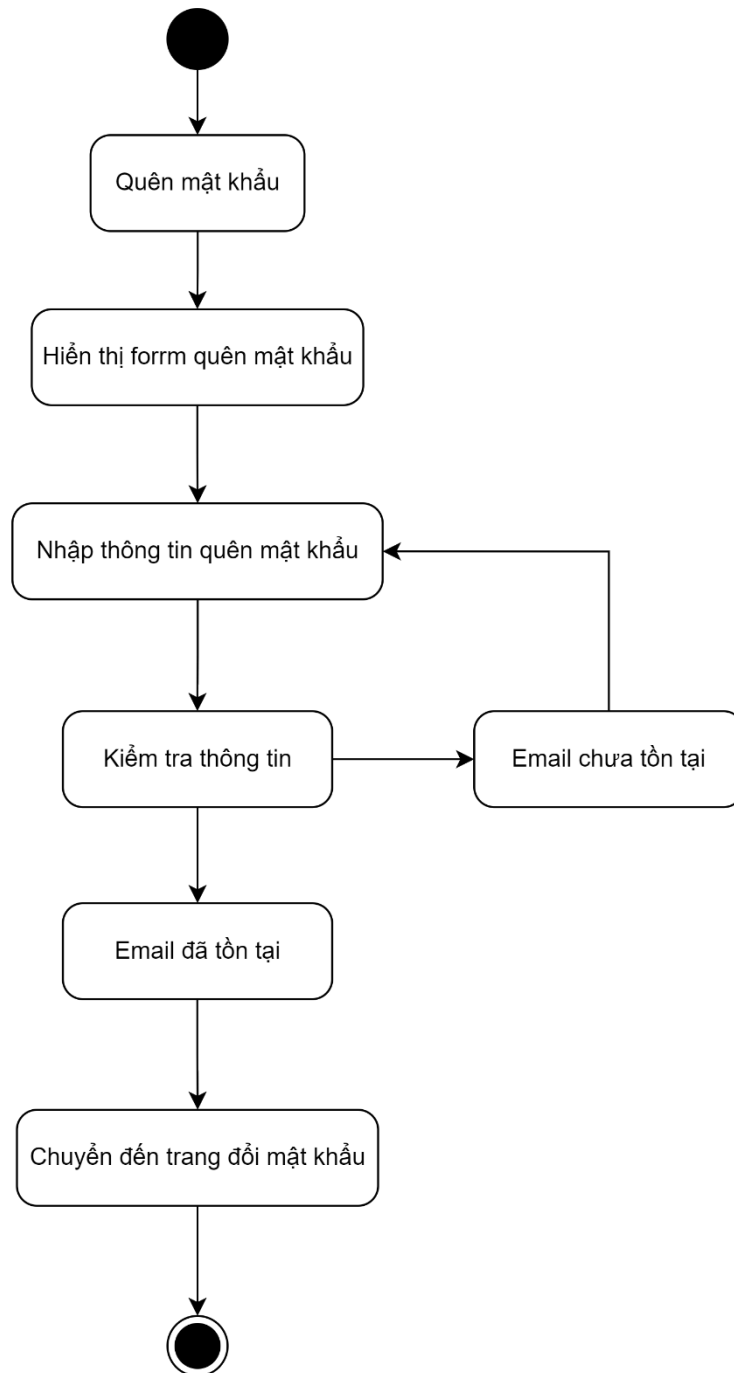 Quên mật khẩu
Hiển thị forrm quên mật khẩu
Nhập thông tin quên mật khẩu
Kiểm tra thông tin
Email chưa tồn tại
Email đã tồn tại
Chuyển đến trang đổi mật khẩu